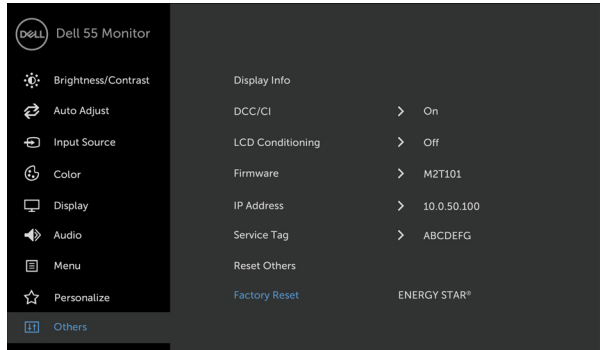 DELL Dell 55 Monitor
Brightness/Contrast
Auto Adjust
Input Source
Color
Display
Audio
Menu
Personalize
Others
Display Info
DCC/CI > On
LCD Conditioning > Off
Firmware > M2T101
IP Address > 10.0.50.100
Service Tag > ABCDEFG
Reset Others
Factory Reset ENERGY STAR®